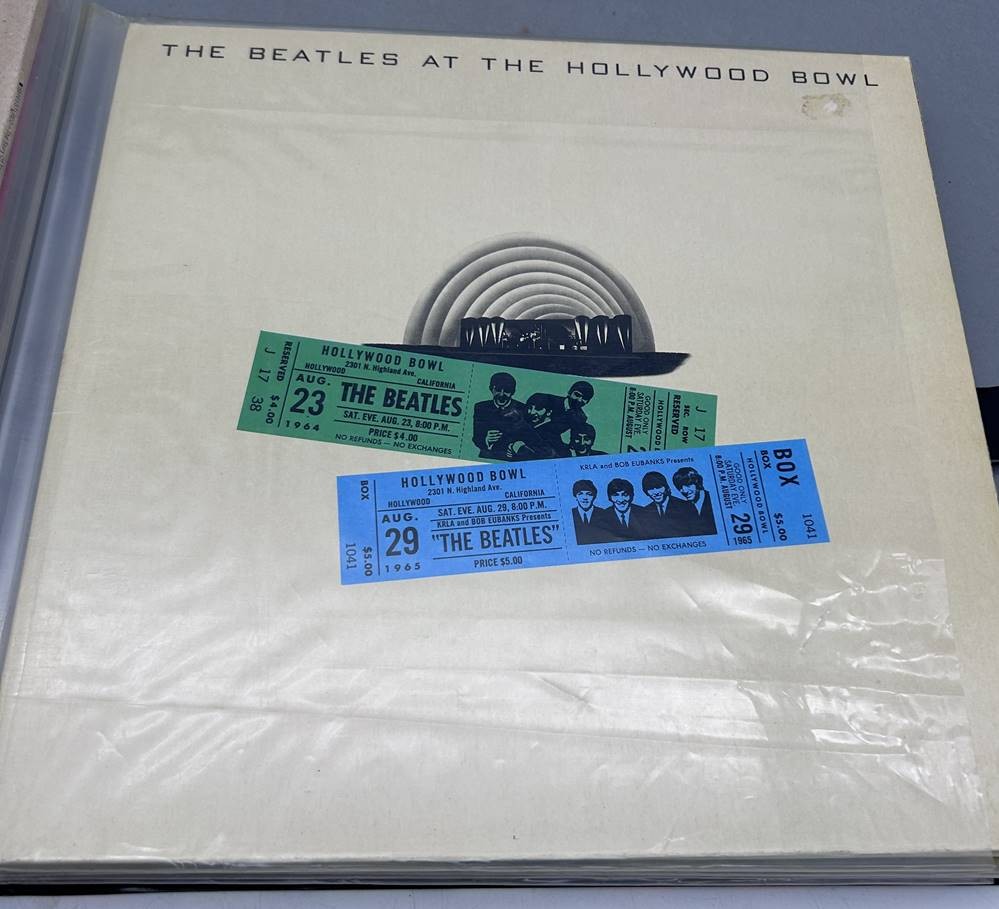 THE BEATLES AT THE HOLLYWOOD BOWL
RESERVED $4.00
J 17 38
HOLLYWOOD BOWL
2301 N. Highland Ave.
HOLLYWOOD CALIFORNIA
AUG.
23
1964
THE BEATLES
SAT. EVE. AUG. 23, 8:00 P.M.
PRICE $4.00
NO REFUNDS — NO EXCHANGES
GOOD ONLY
SATURDAY EVE.
8:00 P.M. AUGUST
HOLLYWOOD
RESERVED
SEC. ROW
J 17
BOX $5.00
1041
HOLLYWOOD BOWL
2301 N. Highland Ave.
HOLLYWOOD CALIFORNIA
AUG.
29
1965
SAT. EVE. AUG. 29, 8:00 P.M.
KRLA and BOB EUBANKS Presents
"THE BEATLES"
PRICE $5.00
KRLA and BOB EUBANKS Presents
NO REFUNDS — NO EXCHANGES
GOOD ONLY
SATURDAY EVE.
8:00 P.M. AUGUST
29
1965
HOLLYWOOD BOWL
BOX $5.00
BOX
1041